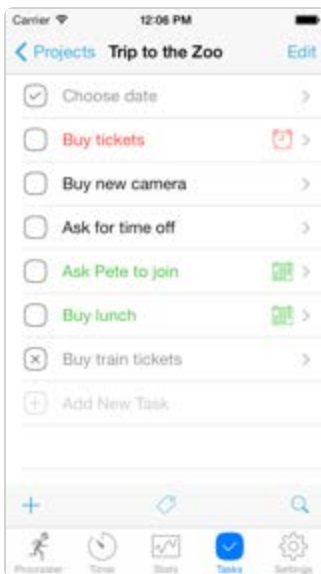 Carrier 12:06 PM
Projects Trip to the Zoo Edit
Choose date
Buy tickets
Buy new camera
Ask for time off
Ask Pete to join
Buy lunch
Buy train tickets
Add New Task
Timer Stats Tasks Settings